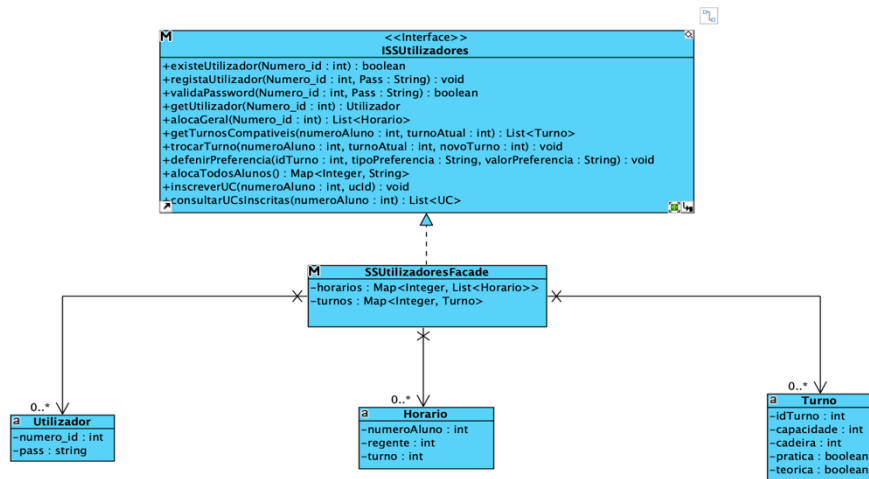 M
<<Interface>>
ISSUtilizadores
+existeUtilizador(Numero_id : int) : boolean
+registaUtilizador(Numero_id : int, Pass : String) : void
+validaPassword(Numero_id : int, Pass : String) : boolean
+getUtilizador(Numero_id : int) : Utilizador
+alocaGeral(Numero_id : int) : List<Horario>
+getTurnosCompativeis(numeroAluno : int, turnoAtual : int) : List<Turno>
+trocarTurno(numeroAluno : int, turnoAtual : int, novoTurno : int) : void
+defenirPreferencia(idTurno : int, tipoPreferencia : String, valorPreferencia : String) : void
+alocaTodosAlunos() : Map<Integer, String>
+inscreverUC(numeroAluno : int, ucId) : void
+consultarUCsInscritas(numeroAluno : int) : List<UC>
M
SSUtilizadoresFacade
-horarios : Map<Integer, List<Horario>>
-turnos : Map<Integer, Turno>
0..*
a
Utilizador
-numero_id : int
-pass : string
0..*
a
Horario
-numeroAluno : int
-regente : int
-turno : int
0..*
a
Turno
-idTurno : int
-capacidade : int
-cadeira : int
-pratica : boolean
-teorica : boolean